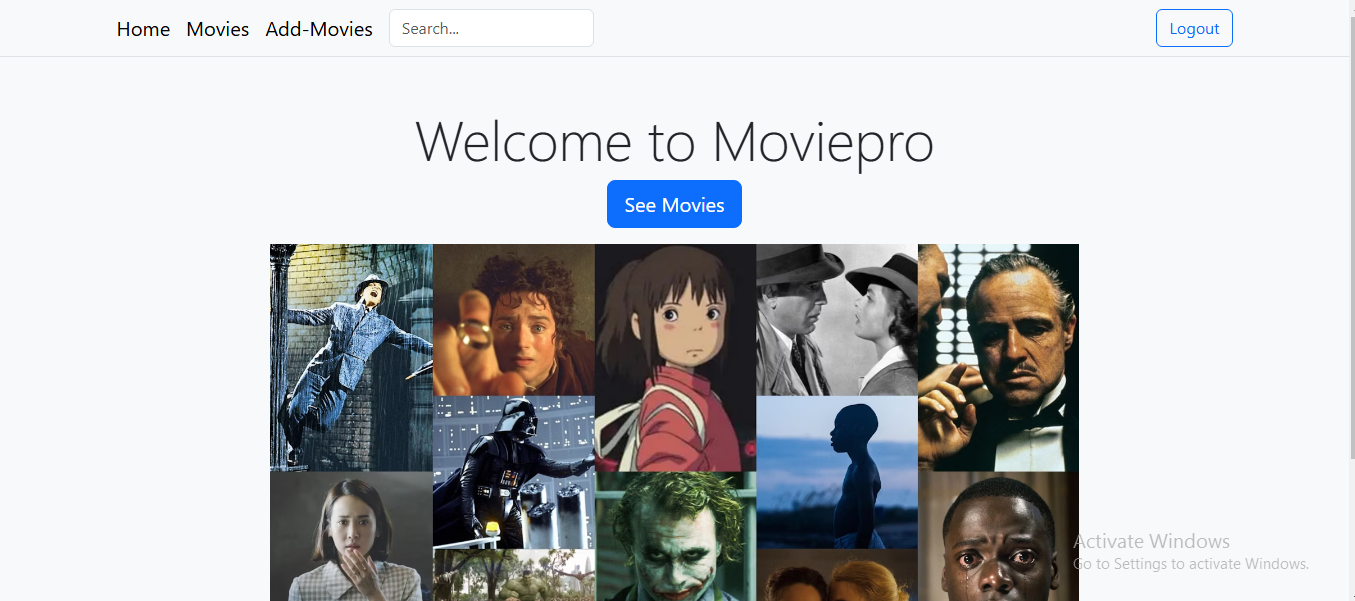 Home Movies Add-Movies Search... Logout
Welcome to Moviepro
See Movies
Activate Windows
Go to Settings to activate Windows.